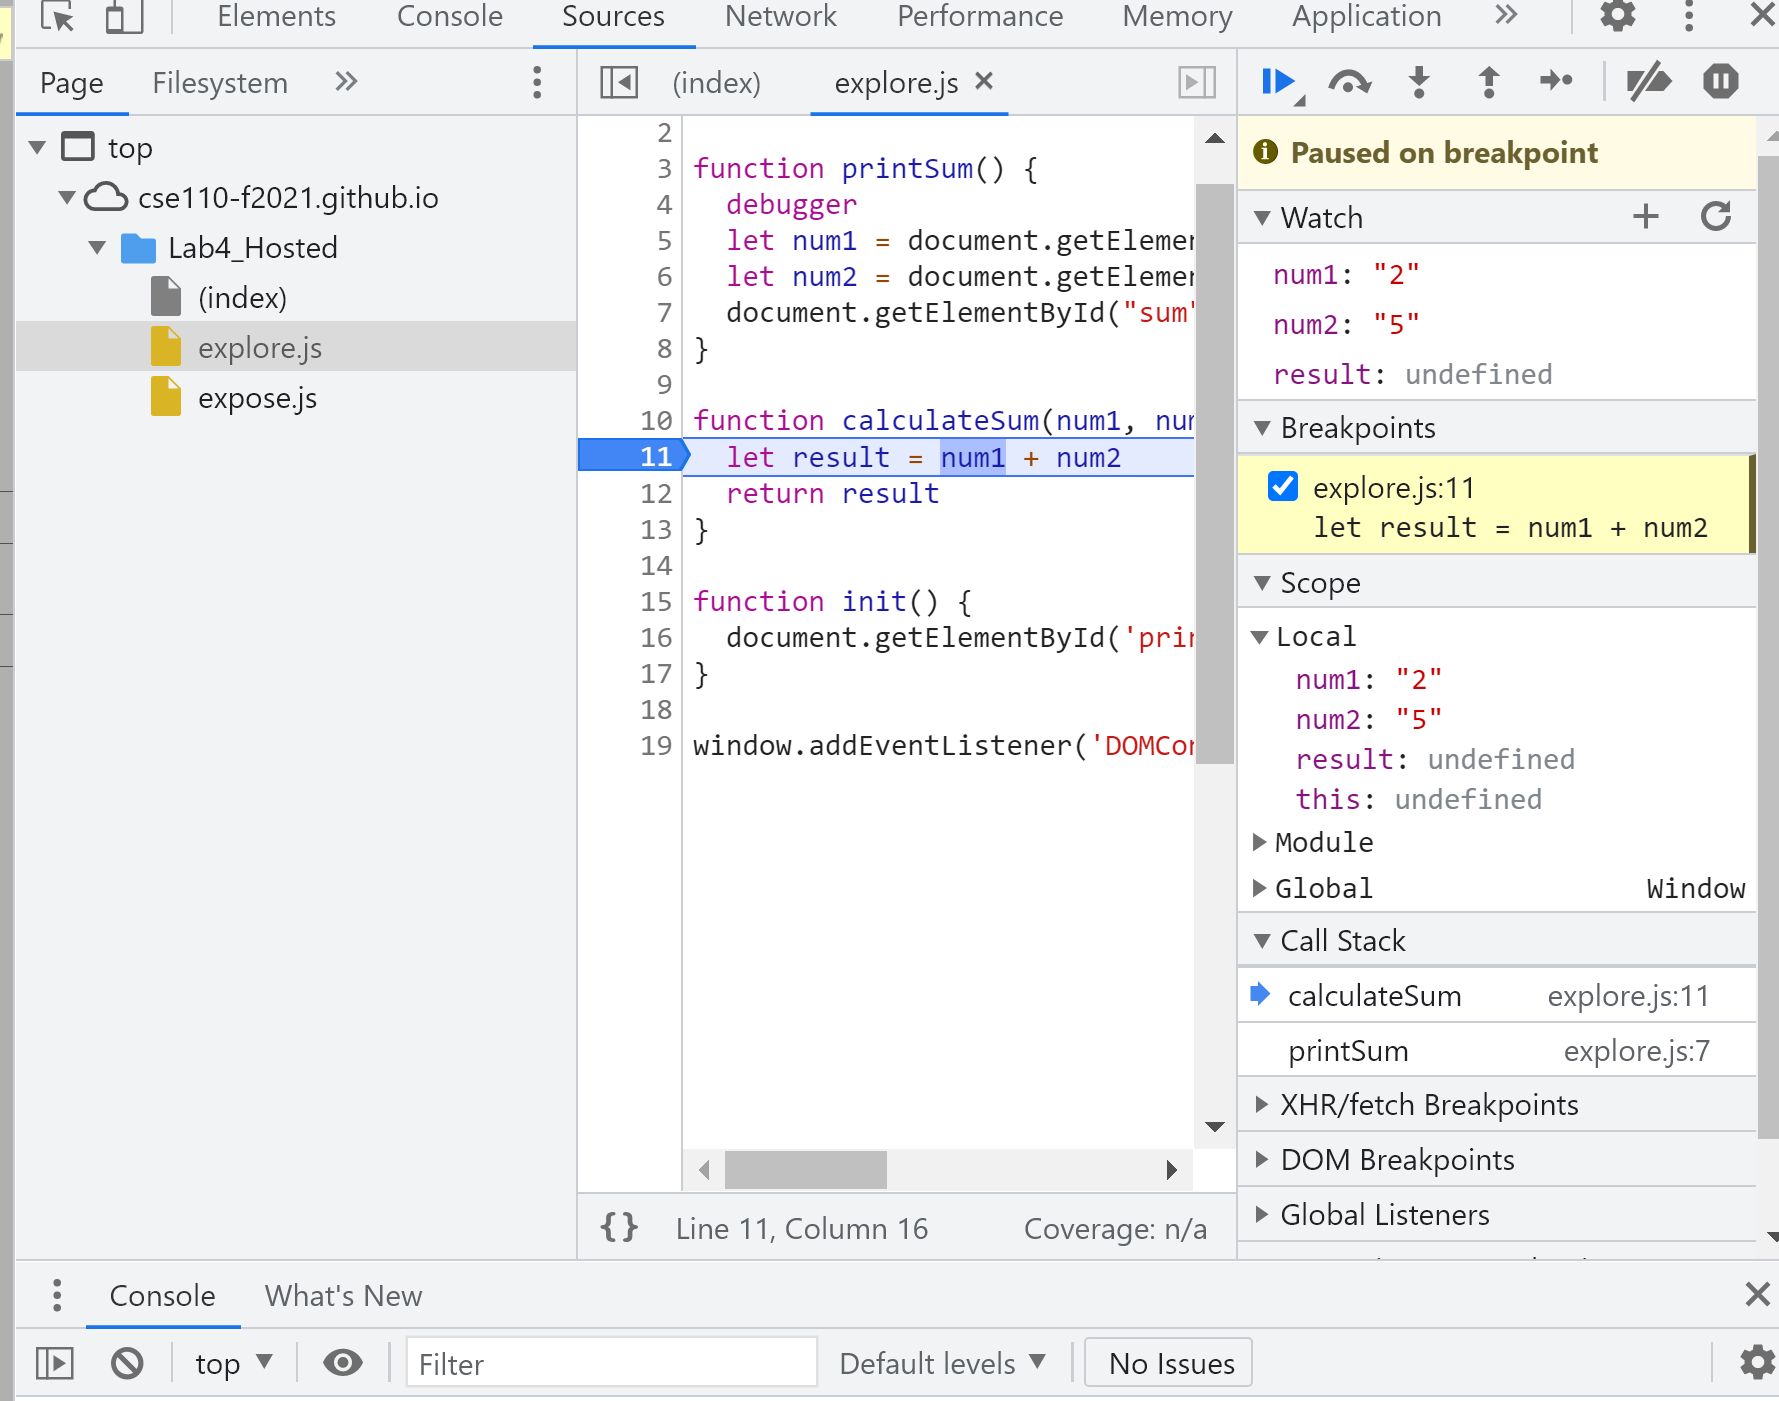 Elements Console Sources Network Performance Memory Application
Page Filesystem
top
cse110-f2021.github.io
Lab4_Hosted
(index)
explore.js
expose.js
(index) explore.js
2
3 function printSum() {
4 debugger
5 let num1 = document.getElemer
6 let num2 = document.getElemer
7 document.getElementById("sum"
8 }
9
10 function calculateSum(num1, nur
11 let result = num1 + num2
12 return result
13 }
14
15 function init() {
16 document.getElementById('prir
17 }
18
19 window.addEventListener('DOMCor
{} Line 11, Column 16 Coverage: n/a
Paused on breakpoint
Watch
num1: "2"
num2: "5"
result: undefined
Breakpoints
explore.js:11
let result = num1 + num2
Scope
Local
num1: "2"
num2: "5"
result: undefined
this: undefined
Module
Global Window
Call Stack
calculateSum explore.js:11
printSum explore.js:7
XHR/fetch Breakpoints
DOM Breakpoints
Global Listeners
Console What's New
top Filter Default levels No Issues